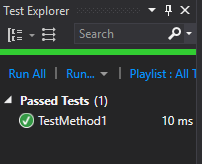 Test Explorer
Search
Run All | Run... | Playlist : All T
Passed Tests (1)
TestMethod1 10 ms